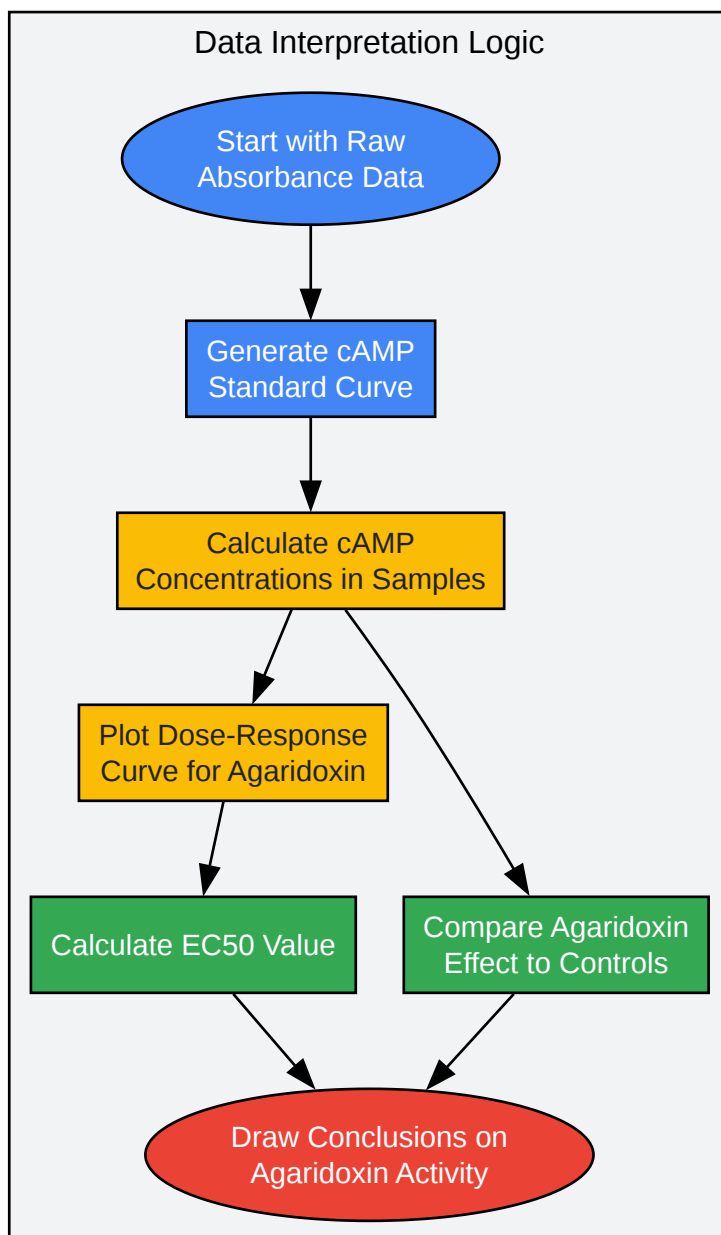 Data Interpretation Logic
Start with Raw
Absorbance Data
Generate cAMP
Standard Curve
Calculate cAMP
Concentrations in Samples
Plot Dose-Response
Curve for Agaridoxin
Calculate EC50 Value
Compare Agaridoxin
Effect to Controls
Draw Conclusions on
Agaridoxin Activity